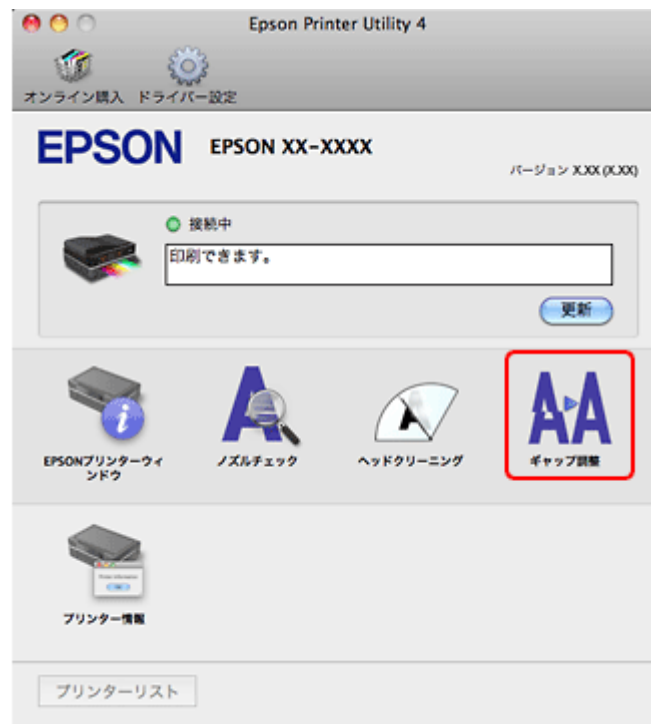 Epson Printer Utility 4
オンライン購入 ドライバー設定
EPSON EPSON XX-XXXX
バージョン X.XX (X.XX)
接続中
印刷できます。
更新
EPSONプリンターウィ
ンドウ
ノズルチェック
ヘッドクリーニング
ギャップ調整
プリンター情報
プリンターリスト